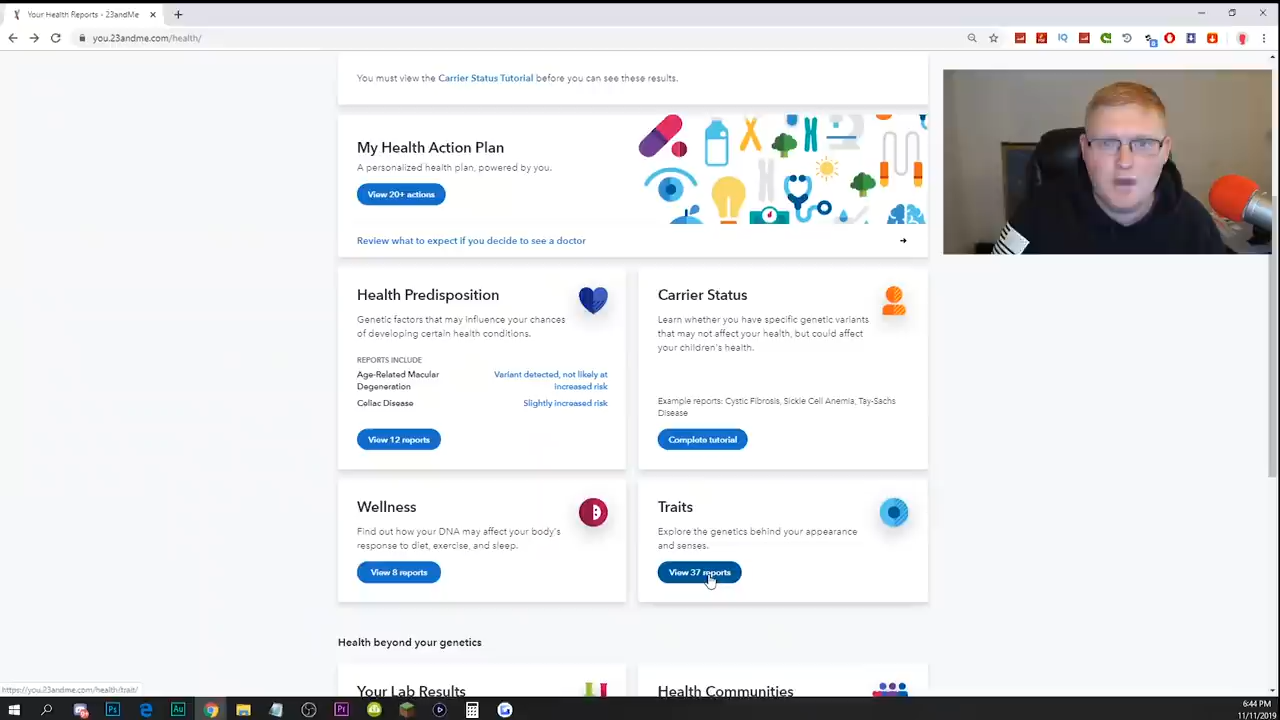 Your Health Reports - 23andMe
you.23andme.com/health/
You must view the Carrier Status Tutorial before you can see these results.
My Health Action Plan
A personalized health plan, powered by you.
View 20+ actions
Review what to expect if you decide to see a doctor
Health Predisposition
Genetic factors that may influence your chances
of developing certain health conditions.
REPORTS INCLUDE
Age-Related Macular
Degeneration
Variant detected, not likely at
increased risk
Celiac Disease
Slightly increased risk
View 12 reports
Carrier Status
Learn whether you have specific genetic variants
that may not affect your health, but could affect
your children's health.
Example reports: Cystic Fibrosis, Sickle Cell Anemia, Tay-Sachs
Disease
Complete tutorial
Wellness
Find out how your DNA may affect your body's
response to diet, exercise, and sleep.
View 8 reports
Traits
Explore the genetics behind your appearance
and senses.
View 37 reports
Health beyond your genetics
Your Lab Results
Health Communities
https://you.23andme.com/health/trait/
6:44 PM
11/11/2019